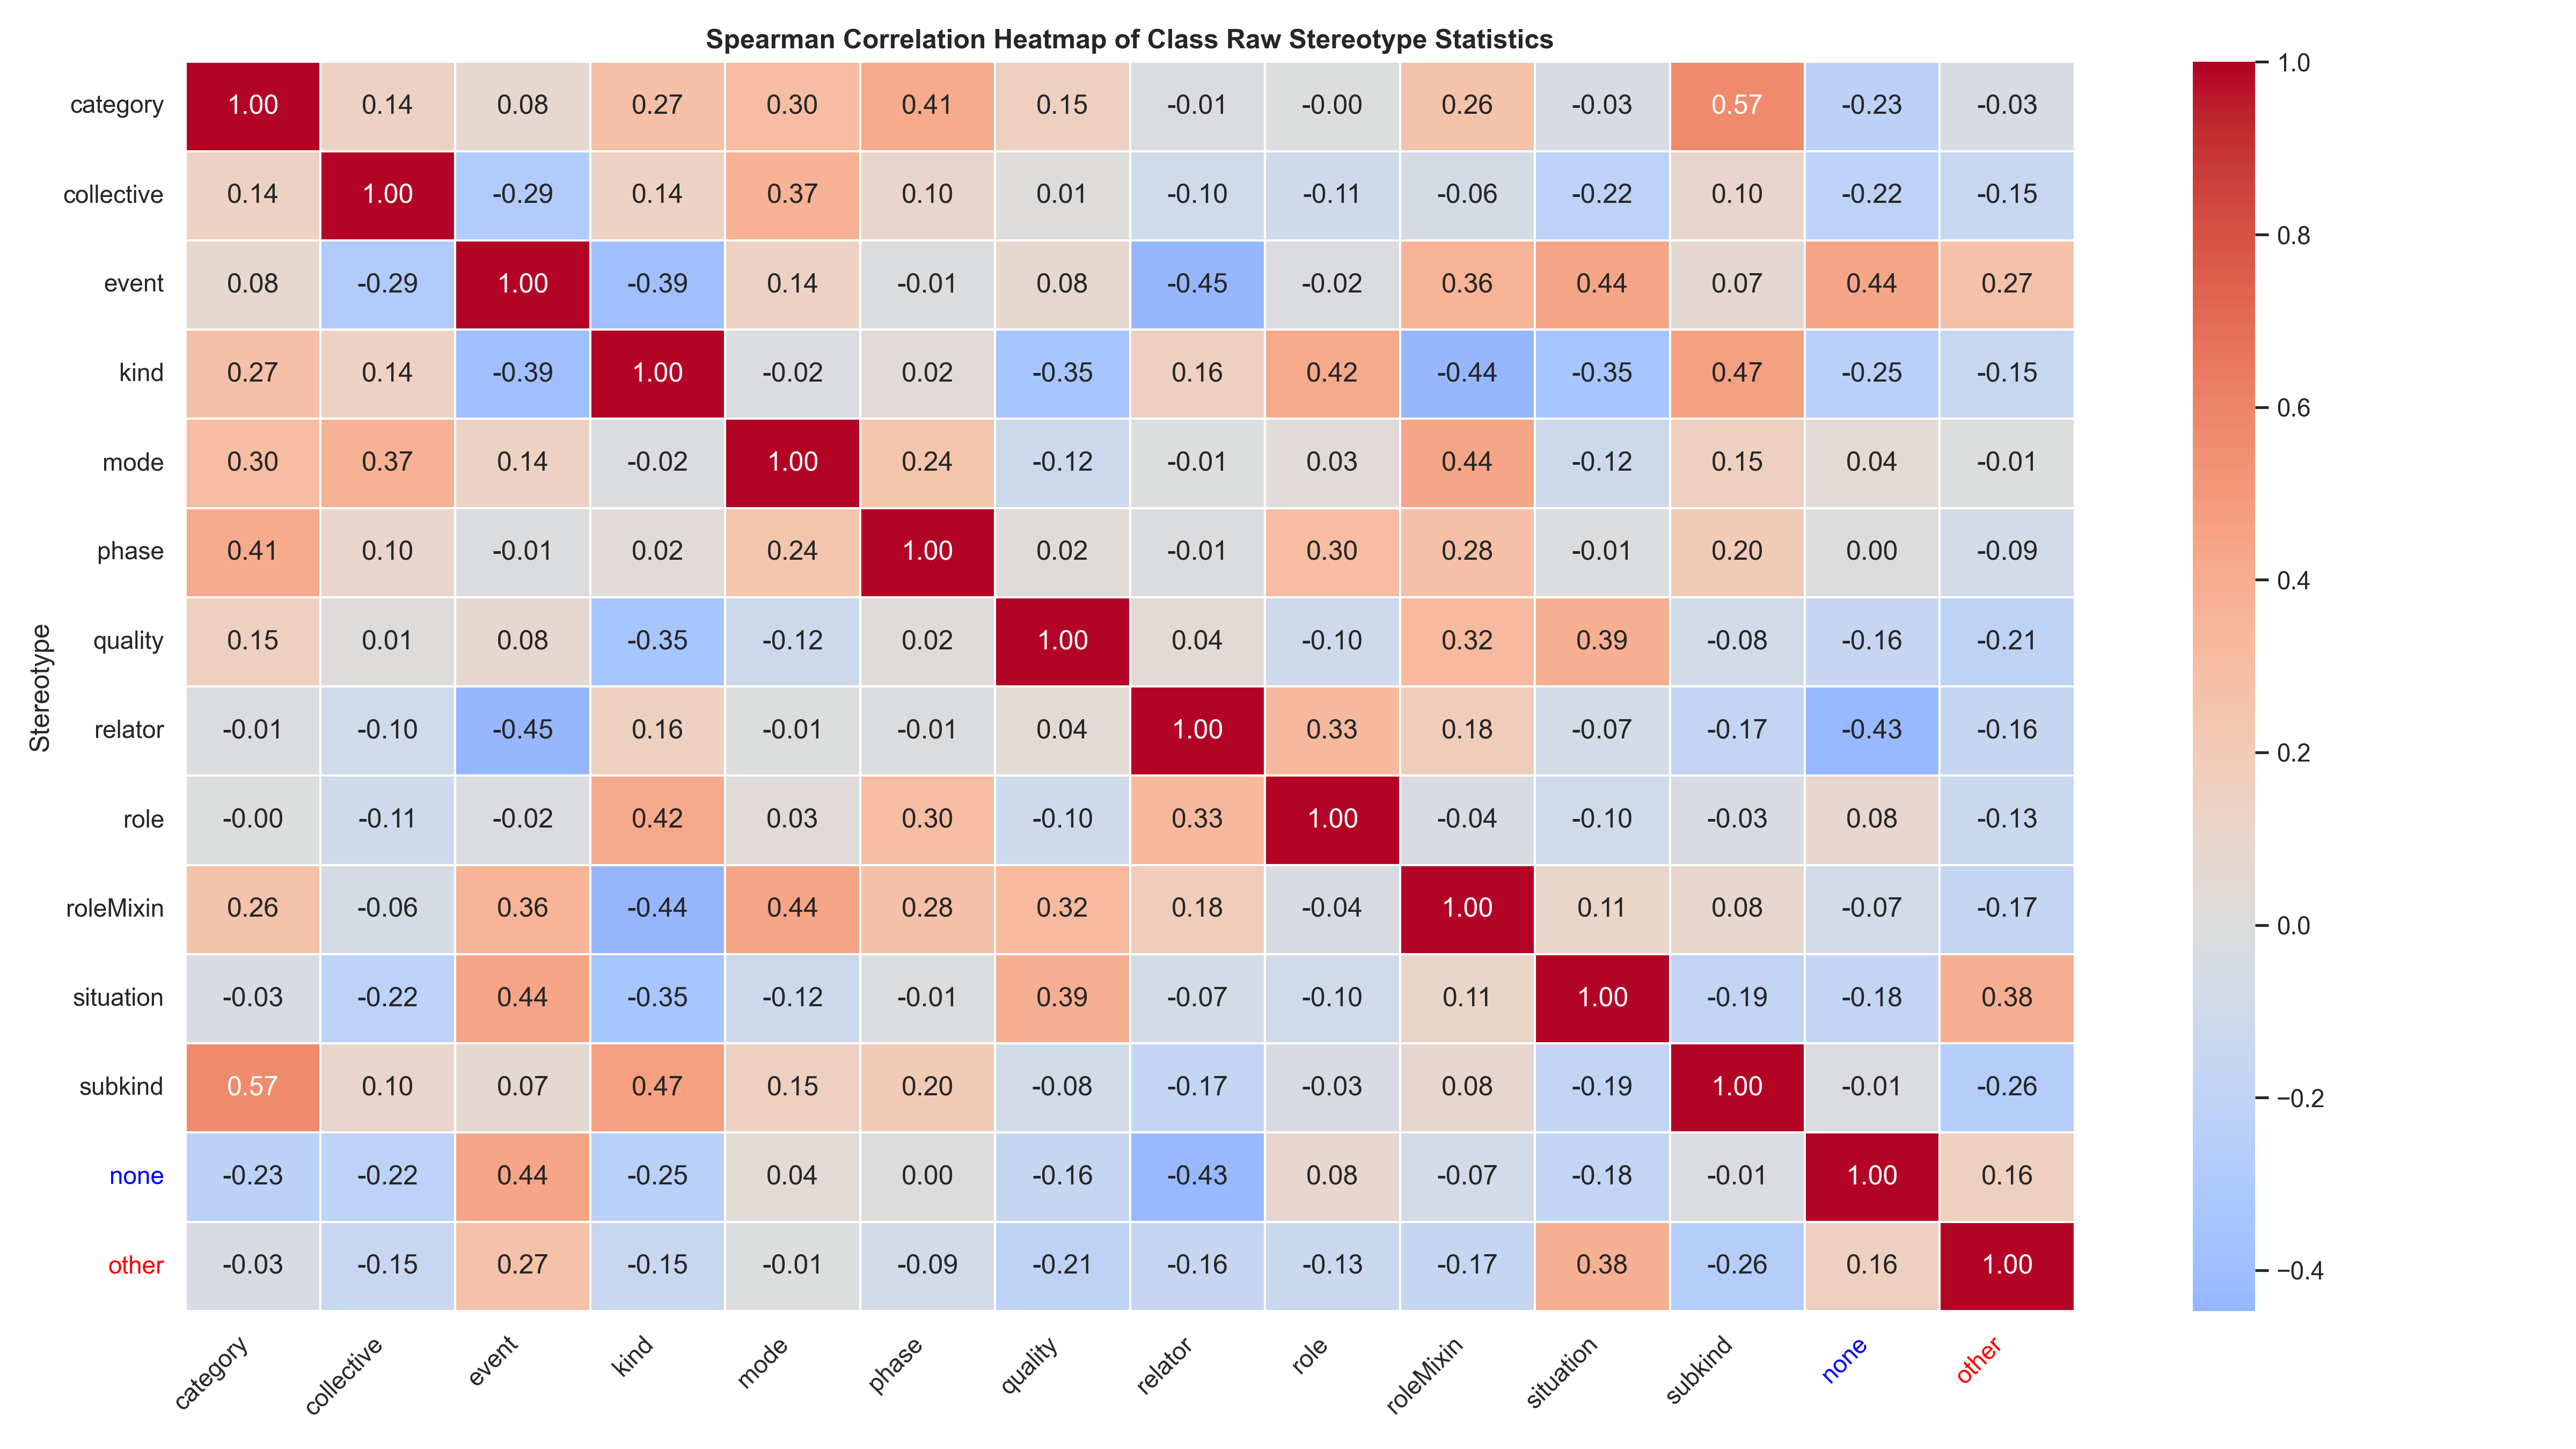 Spearman Correlation Heatmap of Class Raw Stereotype Statistics
category 1.00 0.14 0.08 0.27 0.30 0.41 0.15 -0.01 -0.00 0.26 -0.03 0.57 -0.23 -0.03
collective 0.14 1.00 -0.29 0.14 0.37 0.10 0.01 -0.10 -0.11 -0.06 -0.22 0.10 -0.22 -0.15
event 0.08 -0.29 1.00 -0.39 0.14 -0.01 0.08 -0.45 -0.02 0.36 0.44 0.07 0.44 0.27
kind 0.27 0.14 -0.39 1.00 -0.02 0.02 -0.35 0.16 0.42 -0.44 -0.35 0.47 -0.25 -0.15
mode 0.30 0.37 0.14 -0.02 1.00 0.24 -0.12 -0.01 0.03 0.44 -0.12 0.15 0.04 -0.01
phase 0.41 0.10 -0.01 0.02 0.24 1.00 0.02 -0.01 0.30 0.28 -0.01 0.20 0.00 -0.09
quality 0.15 0.01 0.08 -0.35 -0.12 0.02 1.00 0.04 -0.10 0.32 0.39 -0.08 -0.16 -0.21
relator -0.01 -0.10 -0.45 0.16 -0.01 -0.01 0.04 1.00 0.33 0.18 -0.07 -0.17 -0.43 -0.16
role -0.00 -0.11 -0.02 0.42 0.03 0.30 -0.10 0.33 1.00 -0.04 -0.10 -0.03 0.08 -0.13
roleMixin 0.26 -0.06 0.36 -0.44 0.44 0.28 0.32 0.18 -0.04 1.00 0.11 0.08 -0.07 -0.17
situation -0.03 -0.22 0.44 -0.35 -0.12 -0.01 0.39 -0.07 -0.10 0.11 1.00 -0.19 -0.18 0.38
subkind 0.57 0.10 0.07 0.47 0.15 0.20 -0.08 -0.17 -0.03 0.08 -0.19 1.00 -0.01 -0.26
none -0.23 -0.22 0.44 -0.25 0.04 0.00 -0.16 -0.43 0.08 -0.07 -0.18 -0.01 1.00 0.16
other -0.03 -0.15 0.27 -0.15 -0.01 -0.09 -0.21 -0.16 -0.13 -0.17 0.38 -0.26 0.16 1.00
category collective event kind mode phase quality relator role roleMixin situation subkind none other
Stereotype
1.0
0.8
0.6
0.4
0.2
0.0
−0.2
−0.4